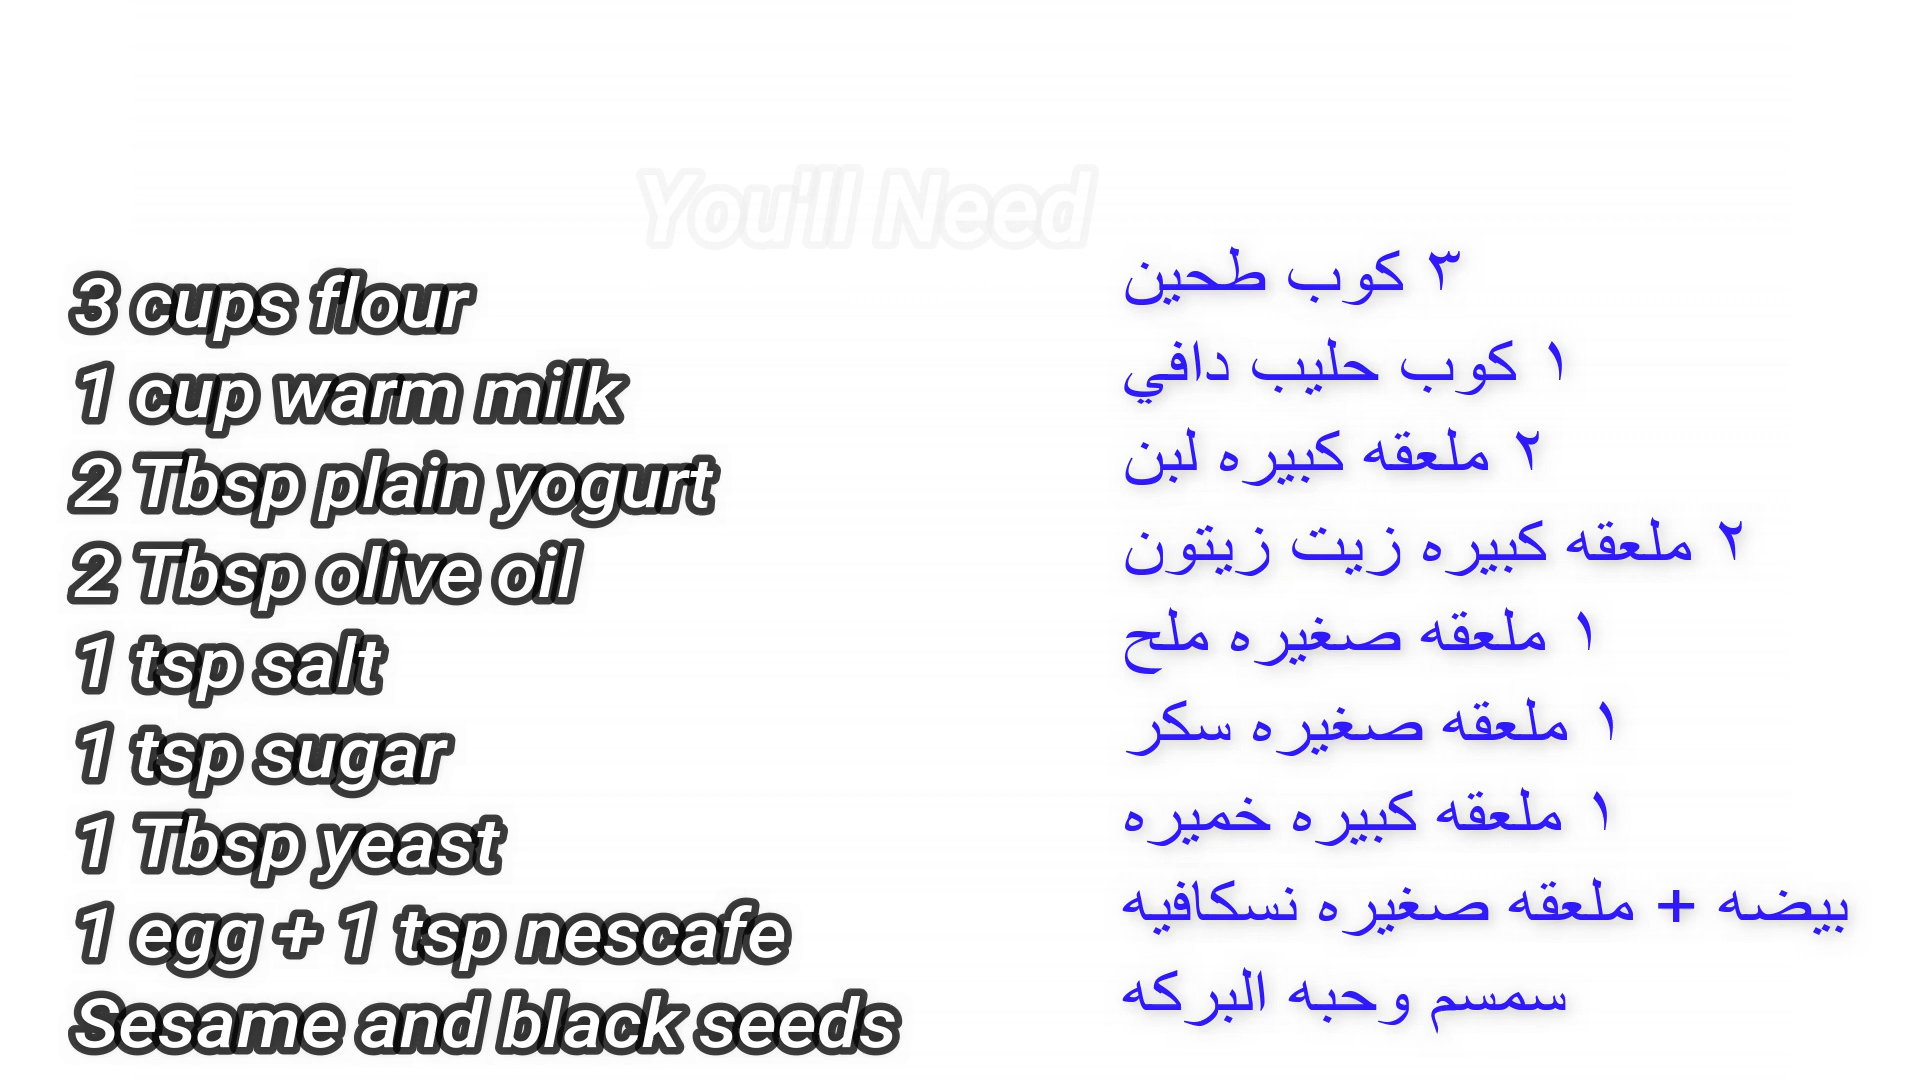 You'll Need
3 cups flour
1 cup warm milk
2 Tbsp plain yogurt
2 Tbsp olive oil
1 tsp salt
1 tsp sugar
1 Tbsp yeast
1 egg + 1 tsp nescafe
Sesame and black seeds
٣ كوب طحين
١ كوب حليب دافي
٢ ملعقه كبيره لبن
٢ ملعقه كبيره زيت زيتون
١ ملعقه صغيره ملح
١ ملعقه صغيره سكر
١ ملعقه كبيره خميره
بيضه + ملعقه صغيره نسكافيه
سمسم وحبه البركه